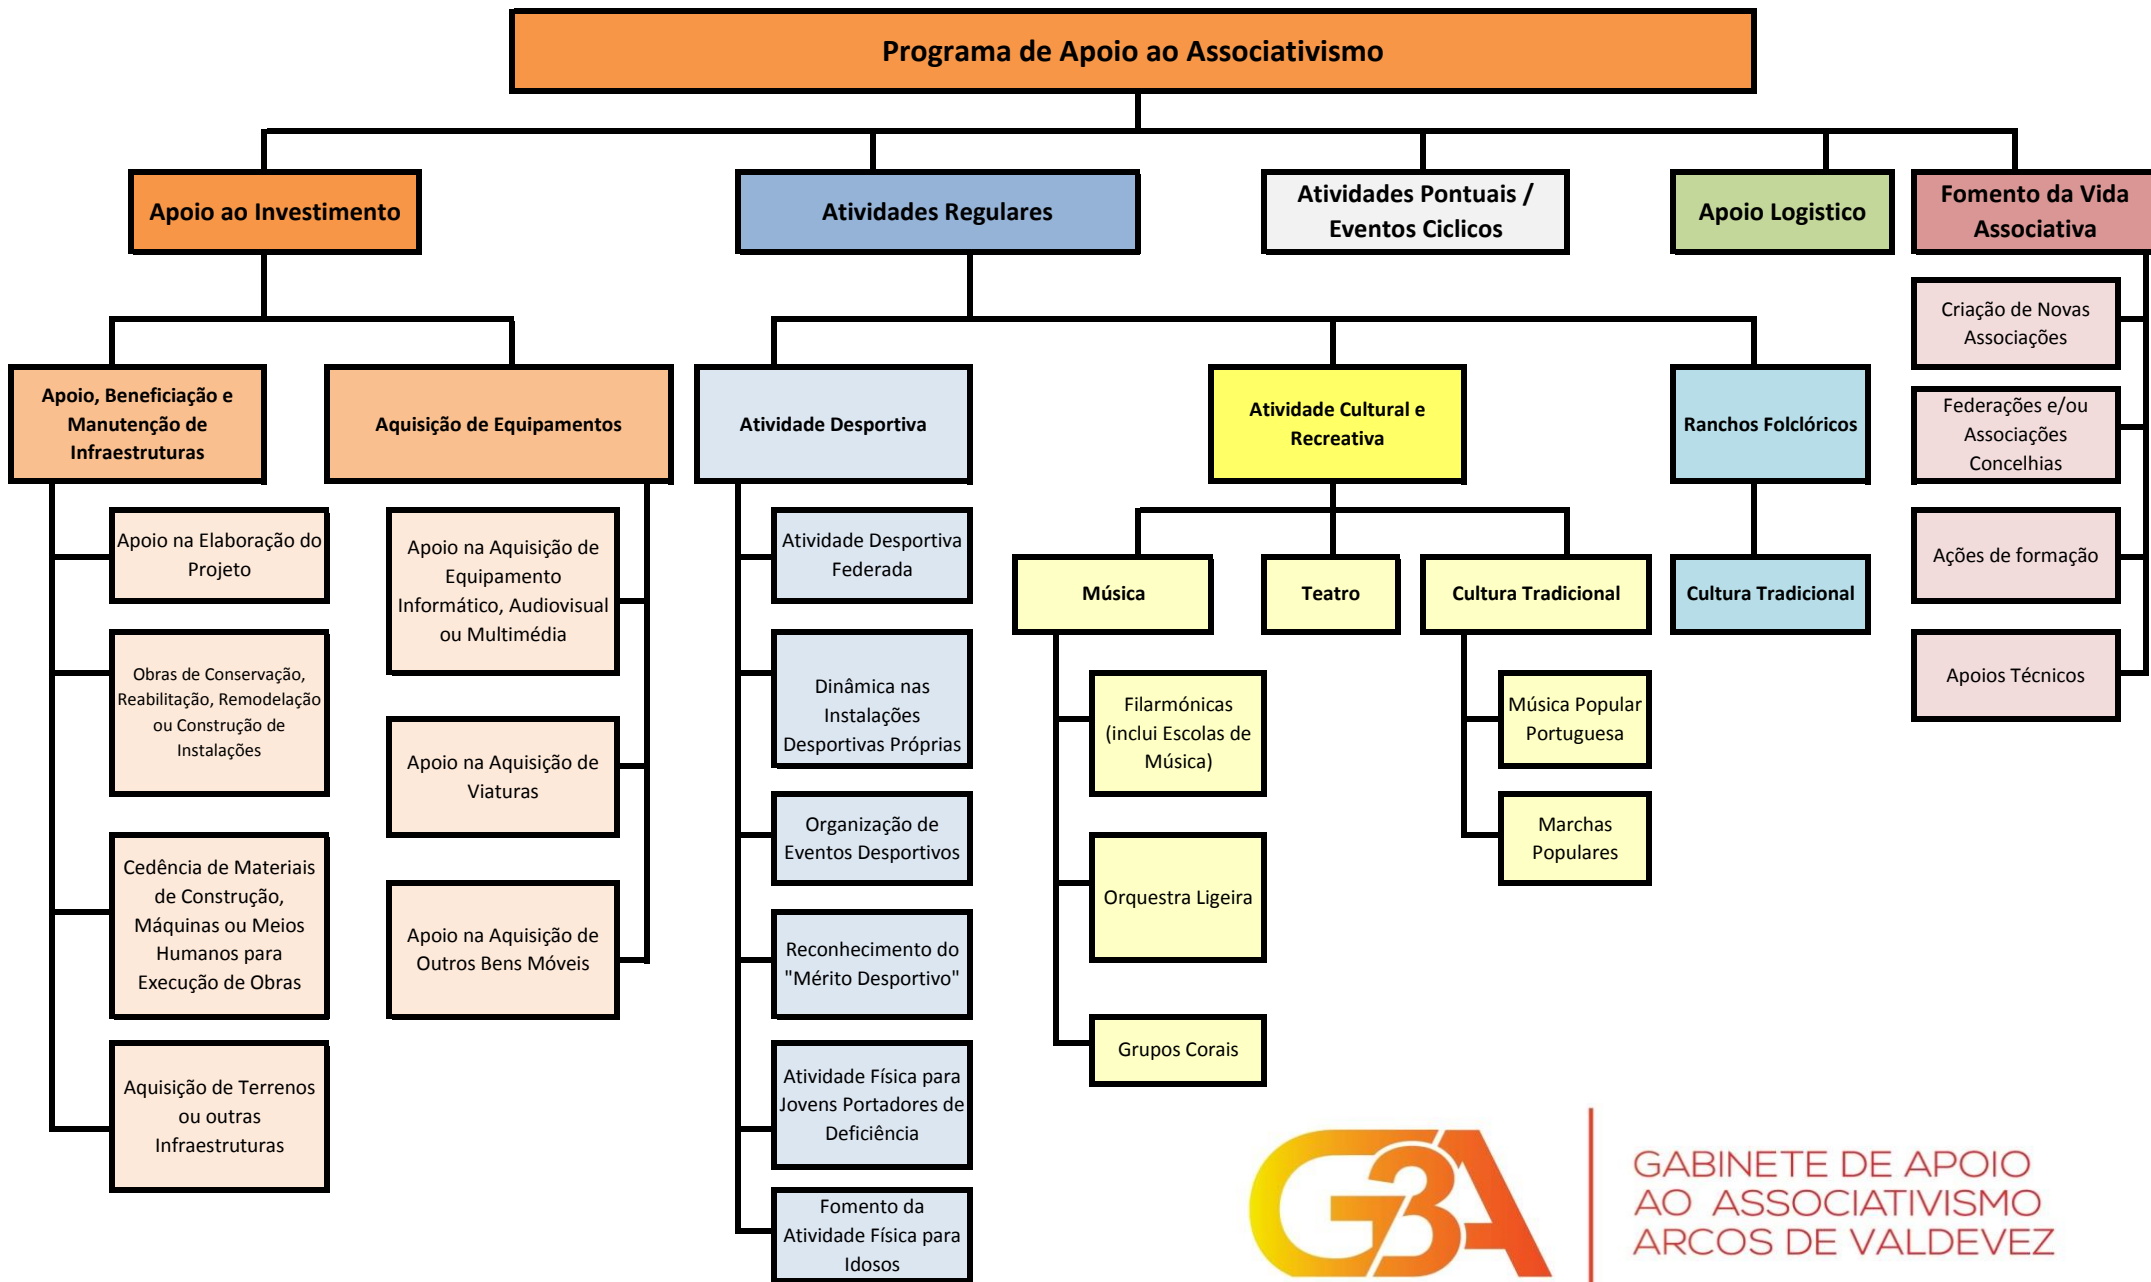 Programa de Apoio ao Associativismo
Apoio ao Investimento
Atividades Regulares
Atividades Pontuais /
Eventos Ciclicos
Apoio Logistico
Fomento da Vida
Associativa
Apoio, Beneficiação e
Manutenção de
Infraestruturas
Aquisição de Equipamentos
Atividade Desportiva
Atividade Cultural e
Recreativa
Ranchos Folclóricos
Criação de Novas
Associações
Federações e/ou
Associações
Concelhias
Ações de formação
Apoios Técnicos
Apoio na Elaboração do
Projeto
Obras de Conservação,
Reabilitação, Remodelação
ou Construção de
Instalações
Cedência de Materiais
de Construção,
Máquinas ou Meios
Humanos para
Execução de Obras
Aquisição de Terrenos
ou outras
Infraestruturas
Apoio na Aquisição de
Equipamento
Informático, Audiovisual
ou Multimédia
Apoio na Aquisição de
Viaturas
Apoio na Aquisição de
Outros Bens Móveis
Atividade Desportiva
Federada
Dinâmica nas
Instalações
Desportivas Próprias
Organização de
Eventos Desportivos
Reconhecimento do
"Mérito Desportivo"
Atividade Física para
Jovens Portadores de
Deficiência
Fomento da
Atividade Física para
Idosos
Música
Teatro
Cultura Tradicional
Cultura Tradicional
Filarmónicas
(inclui Escolas de
Música)
Orquestra Ligeira
Grupos Corais
Música Popular
Portuguesa
Marchas
Populares
G3A
GABINETE DE APOIO
AO ASSOCIATIVISMO
ARCOS DE VALDEVEZ